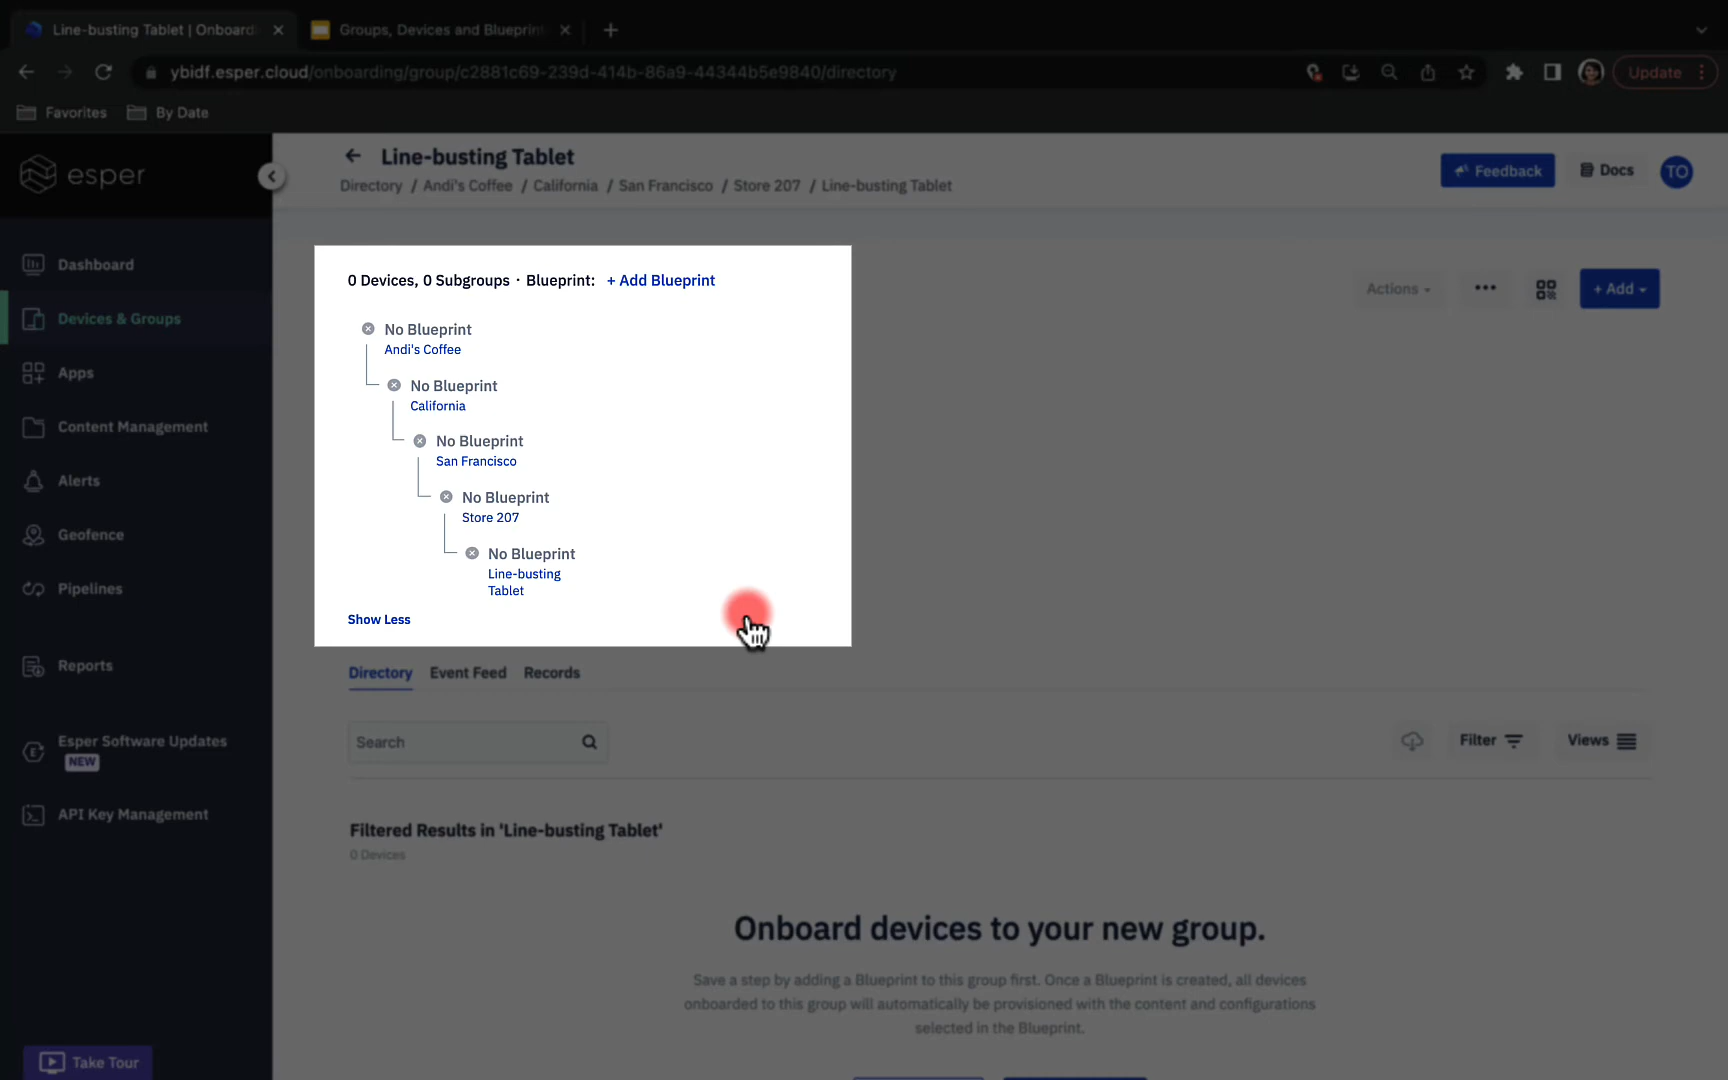 Line-busting Tablet | Onboardi
Groups, Devices and Blueprint
ybidf.esper.cloud/onboarding/group/c2881c69-239d-414b-86a9-44344b5e9840/directory
Update
Favorites
By Date
esper
Line-busting Tablet
Directory / Andi's Coffee / California / San Francisco / Store 207 / Line-busting Tablet
Feedback
Docs
TO
Dashboard
Devices & Groups
Apps
Content Management
Alerts
Geofence
Pipelines
Reports
Esper Software Updates
NEW
API Key Management
Take Tour
0 Devices, 0 Subgroups · Blueprint: + Add Blueprint
Actions
+ Add
No Blueprint
Andi's Coffee
No Blueprint
California
No Blueprint
San Francisco
No Blueprint
Store 207
No Blueprint
Line-busting
Tablet
Show Less
Directory
Event Feed
Records
Search
Filter
Views
Filtered Results in 'Line-busting Tablet'
0 Devices
Onboard devices to your new group.
Save a step by adding a Blueprint to this group first. Once a Blueprint is created, all devices
onboarded to this group will automatically be provisioned with the content and configurations
selected in the Blueprint.